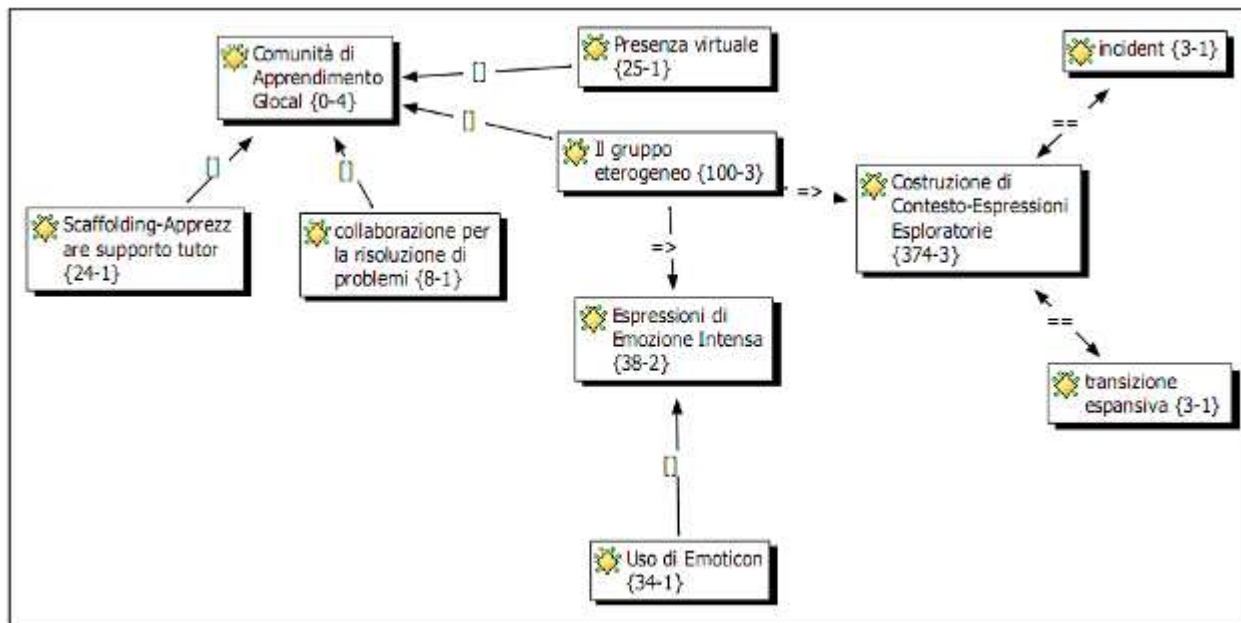 Comunità di
Apprendimento
Glocal {0-4}
Presenza virtuale
{25-1}
incident {3-1}
[]
[]
==
Il gruppo
eterogeneo {100-3}
=>
Costruzione di
Contesto-Espressioni
Esploratorie
{374-3}
[]
[]
Scaffolding-Apprezz
are supporto tutor
{24-1}
collaborazione per
la risoluzione di
problemi {8-1}
=>
Espressioni di
Emozione Intensa
{38-2}
==
transizione
espansiva {3-1}
[]
Uso di Emoticon
{34-1}